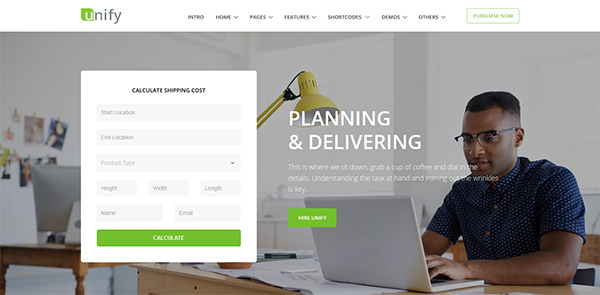 unify
INTRO HOME PAGES FEATURES SHORTCODES DEMOS OTHERS PURCHASE NOW
CALCULATE SHIPPING COST
Start Location
End Location
Product Type
Height Width Length
Name Email
CALCULATE
PLANNING
& DELIVERING
This is where we sit down, grab a cup of coffee and dial in the
details. Understanding the task at hand and ironing out the wrinkles
is key.
HIRE UNIFY